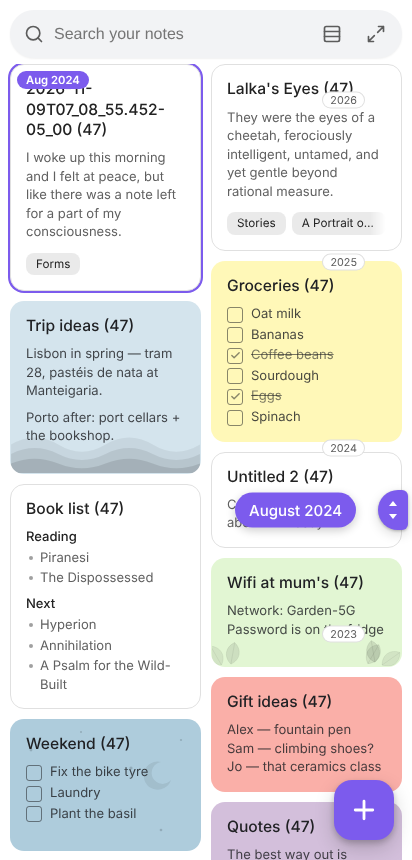 Search your notes
Aug 2024
2026-11-
09T07_08_55.452-
05_00 (47)
I woke up this morning
and I felt at peace, but
like there was a note left
for a part of my
consciousness.
Forms
Trip ideas (47)
Lisbon in spring — tram
28, pastéis de nata at
Manteigaria.
Porto after: port cellars +
the bookshop.
Book list (47)
Reading
Piranesi
The Dispossessed
Next
Hyperion
Annihilation
A Psalm for the Wild-
Built
Weekend (47)
Fix the bike tyre
Laundry
Plant the basil
Lalka's Eyes (47)
2026
They were the eyes of a
cheetah, ferociously
intelligent, untamed, and
yet gentle beyond
rational measure.
Stories
A Portrait o...
2025
Groceries (47)
Oat milk
Bananas
Coffee beans
Sourdough
Eggs
Spinach
2024
Untitled 2 (47)
August 2024
Wifi at mum's (47)
Network: Garden-5G
Password is on the fridge
2023
Gift ideas (47)
Alex — fountain pen
Sam — climbing shoes?
Jo — that ceramics class
Quotes (47)
The best way out is